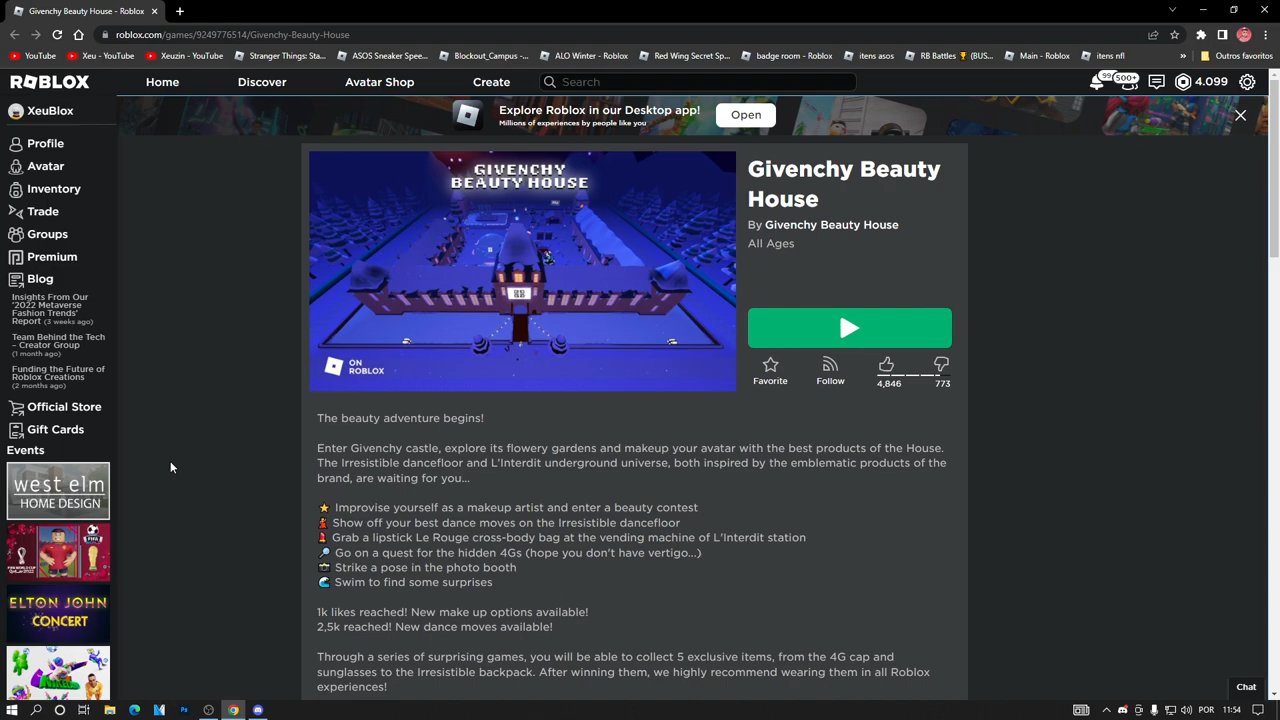 Givenchy Beauty House - Roblox
roblox.com/games/9249776514/Givenchy-Beauty-House
YouTube
Xeu - YouTube
Xeuzin - YouTube
Stranger Things: Sta...
ASOS Sneaker Spee...
Blockout_Campus -...
ALO Winter - Roblox
Red Wing Secret Sp...
badge room - Roblox
itens asos
RB Battles 🏆 (BUS...
Main - Roblox
itens nfl
Outros favoritos
ROBLOX
Home
Discover
Avatar Shop
Create
Search
99
500+
4.099
XeuBlox
Explore Roblox in our Desktop app!
Millions of experiences by people like you
Open
Profile
Avatar
Inventory
Trade
Groups
Premium
Blog
Insights From Our
'2022 Metaverse
Fashion Trends'
Report (3 weeks ago)
Team Behind the Tech
– Creator Group
(1 month ago)
Funding the Future of
Roblox Creations
(2 months ago)
Official Store
Gift Cards
Events
west elm
HOME DESIGN
FIFA
ELTON JOHN
CONCERT
GIVENCHY
BEAUTY HOUSE
ON
ROBLOX
Givenchy Beauty
House
By Givenchy Beauty House
All Ages
Favorite
Follow
4,846
773
The beauty adventure begins!
Enter Givenchy castle, explore its flowery gardens and makeup your avatar with the best products of the House.
The Irresistible dancefloor and L'Interdit underground universe, both inspired by the emblematic products of the
brand, are waiting for you...
⭐ Improvise yourself as a makeup artist and enter a beauty contest
💃 Show off your best dance moves on the Irresistible dancefloor
💄 Grab a lipstick Le Rouge cross-body bag at the vending machine of L'Interdit station
🔎 Go on a quest for the hidden 4Gs (hope you don't have vertigo...)
📷 Strike a pose in the photo booth
🌊 Swim to find some surprises
1k likes reached! New make up options available!
2,5k reached! New dance moves available!
Through a series of surprising games, you will be able to collect 5 exclusive items, from the 4G cap and
sunglasses to the Irresistible backpack. After winning them, we highly recommend wearing them in all Roblox
experiences!
Chat
POR
11:54